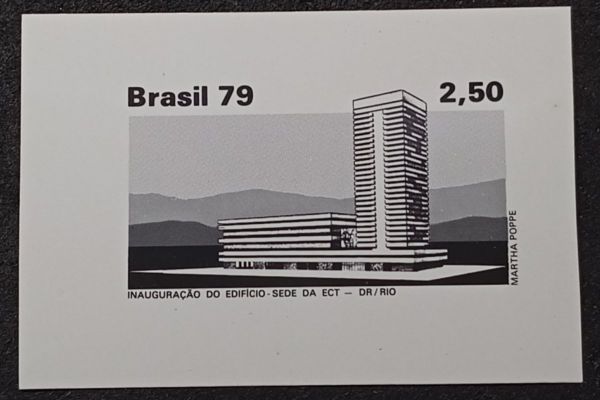 Brasil 79
2,50
MARTHA POPPE
INAUGURAÇÃO DO EDIFÍCIO-SEDE DA ECT — DR/RIO